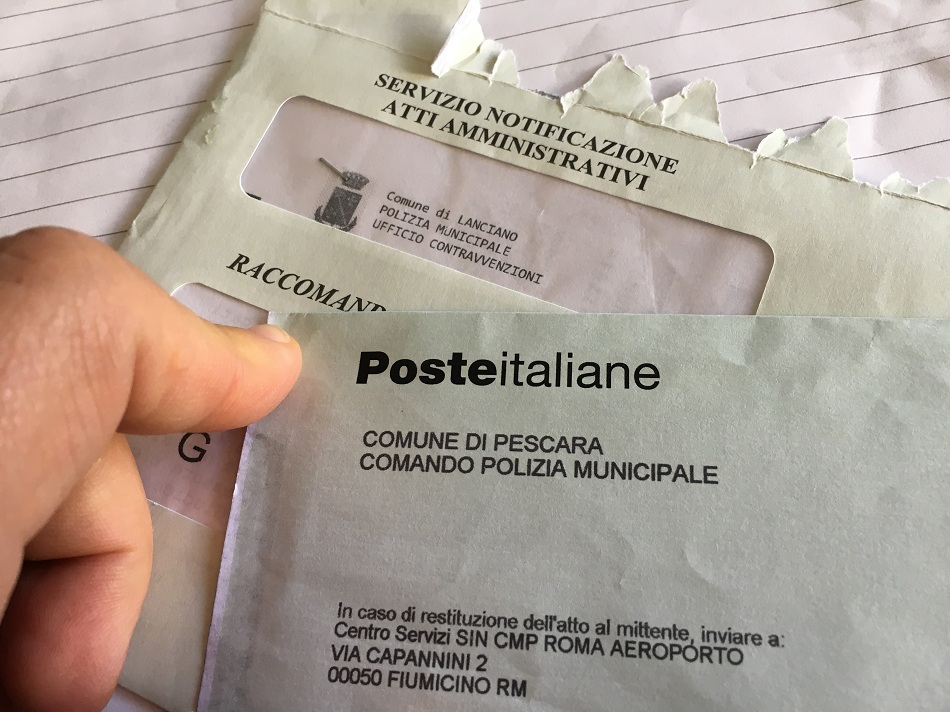 SERVIZIO NOTIFICAZIONE
ATTI AMMINISTRATIVI
Comune di LANCIANO
POLIZIA MUNICIPALE
UFFICIO CONTRAVVENZIONI
RACCOMAND
G
Posteitaliane
COMUNE DI PESCARA
COMANDO POLIZIA MUNICIPALE
In caso di restituzione dell'atto al mittente, inviare a:
Centro Servizi SIN CMP ROMA AEROPORTO
VIA CAPANNINI 2
00050 FIUMICINO RM